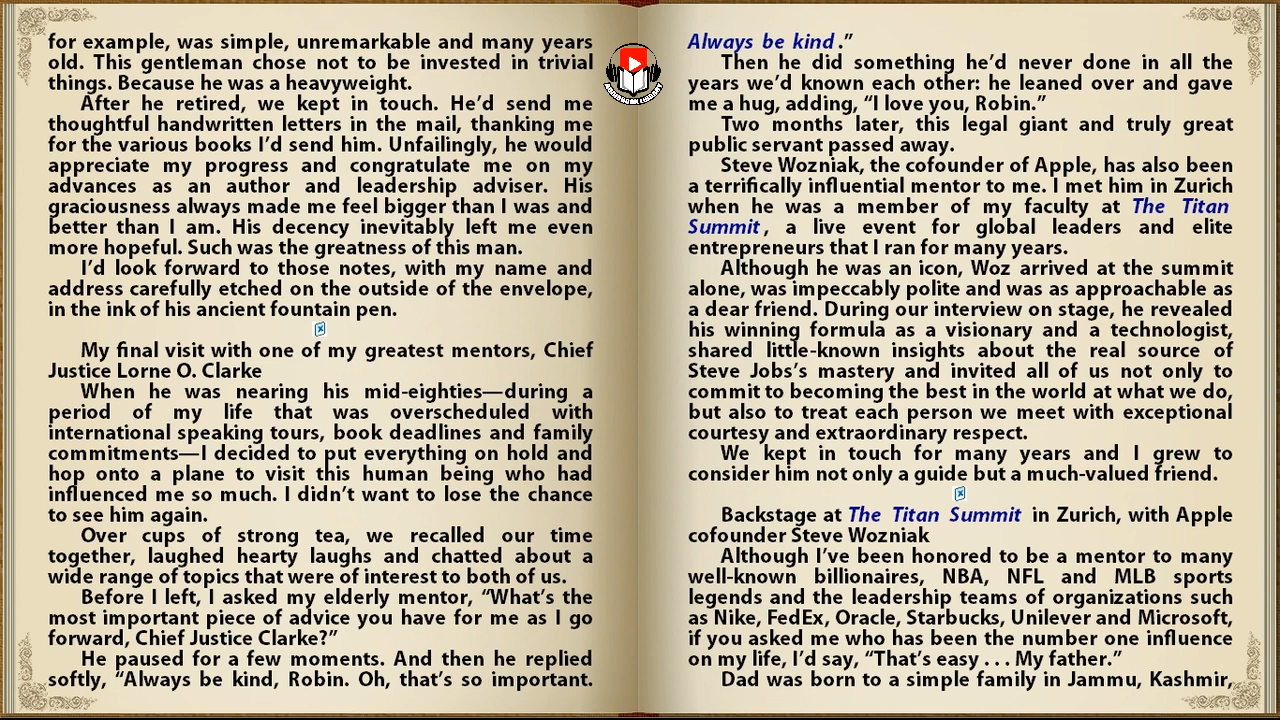 for example, was simple, unremarkable and many years
old. This gentleman chose not to be invested in trivial
things. Because he was a heavyweight.
After he retired, we kept in touch. He’d send me
thoughtful handwritten letters in the mail, thanking me
for the various books I’d send him. Unfailingly, he would
appreciate my progress and congratulate me on my
advances as an author and leadership adviser. His
graciousness always made me feel bigger than I was and
better than I am. His decency inevitably left me even
more hopeful. Such was the greatness of this man.
I’d look forward to those notes, with my name and
address carefully etched on the outside of the envelope,
in the ink of his ancient fountain pen.
My final visit with one of my greatest mentors, Chief
Justice Lorne O. Clarke
When he was nearing his mid-eighties—during a
period of my life that was overscheduled with
international speaking tours, book deadlines and family
commitments—I decided to put everything on hold and
hop onto a plane to visit this human being who had
influenced me so much. I didn’t want to lose the chance
to see him again.
Over cups of strong tea, we recalled our time
together, laughed hearty laughs and chatted about a
wide range of topics that were of interest to both of us.
Before I left, I asked my elderly mentor, “What’s the
most important piece of advice you have for me as I go
forward, Chief Justice Clarke?”
He paused for a few moments. And then he replied
softly, “Always be kind, Robin. Oh, that’s so important.
Always be kind.”
Then he did something he’d never done in all the
years we’d known each other: he leaned over and gave
me a hug, adding, “I love you, Robin.”
Two months later, this legal giant and truly great
public servant passed away.
Steve Wozniak, the cofounder of Apple, has also been
a terrifically influential mentor to me. I met him in Zurich
when he was a member of my faculty at The Titan
Summit, a live event for global leaders and elite
entrepreneurs that I ran for many years.
Although he was an icon, Woz arrived at the summit
alone, was impeccably polite and was as approachable as
a dear friend. During our interview on stage, he revealed
his winning formula as a visionary and a technologist,
shared little-known insights about the real source of
Steve Jobs’s mastery and invited all of us not only to
commit to becoming the best in the world at what we do,
but also to treat each person we meet with exceptional
courtesy and extraordinary respect.
We kept in touch for many years and I grew to
consider him not only a guide but a much-valued friend.
Backstage at The Titan Summit in Zurich, with Apple
cofounder Steve Wozniak
Although I’ve been honored to be a mentor to many
well-known billionaires, NBA, NFL and MLB sports
legends and the leadership teams of organizations such
as Nike, FedEx, Oracle, Starbucks, Unilever and Microsoft,
if you asked me who has been the number one influence
on my life, I’d say, “That’s easy . . . My father.”
Dad was born to a simple family in Jammu, Kashmir,